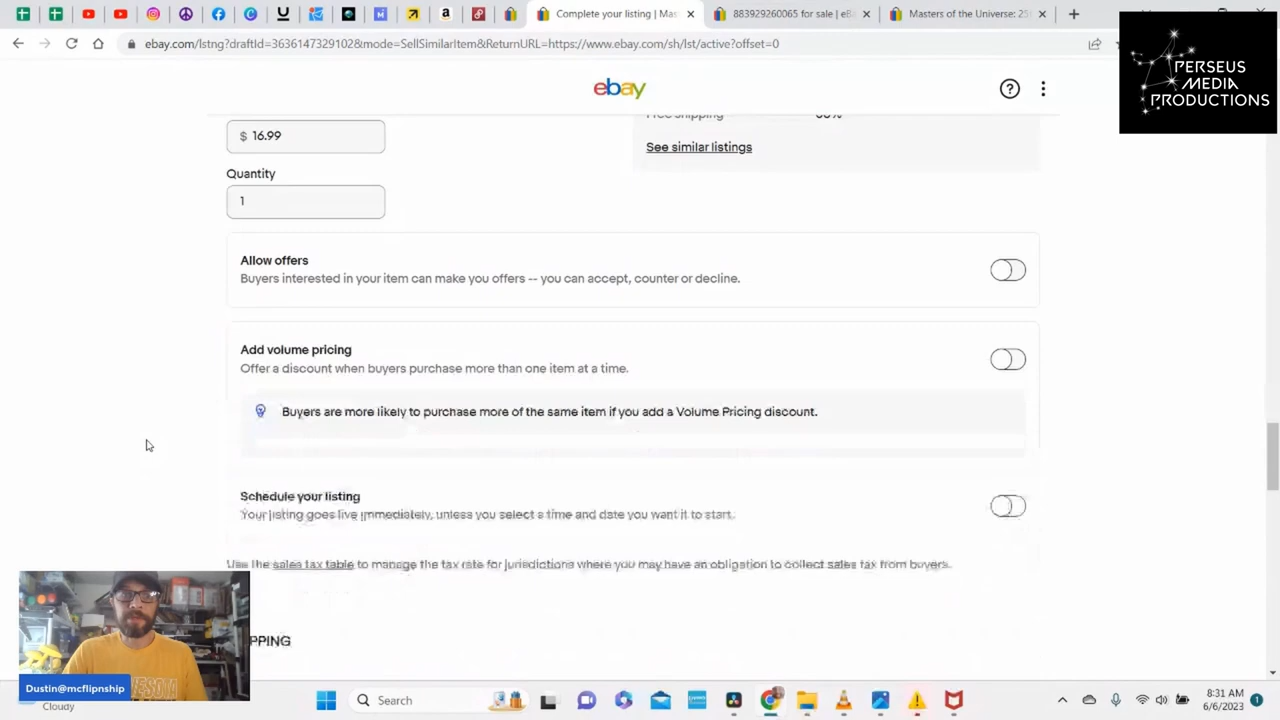 Complete your listing | Mas
883929260065 for sale | eB
Masters of the Universe: 25t
ebay.com/lstng?draftId=3636147329102&mode=SellSimilarItem&ReturnURL=https://www.ebay.com/sh/lst/active?offset=0
PERSEUS
MEDIA
PRODUCTIONS
ebay
Free shipping
$ 16.99
See similar listings
Quantity
1
Allow offers
Buyers interested in your item can make you offers -- you can accept, counter or decline.
Add volume pricing
Offer a discount when buyers purchase more than one item at a time.
Buyers are more likely to purchase more of the same item if you add a Volume Pricing discount.
Schedule your listing
Your listing goes live immediately, unless you select a time and date you want it to start.
Use the sales tax table to manage the tax rate for jurisdictions where you may have an obligation to collect sales tax from buyers.
PPING
Dustin@mcflipnship
Cloudy
Search
8:31 AM
6/6/2023